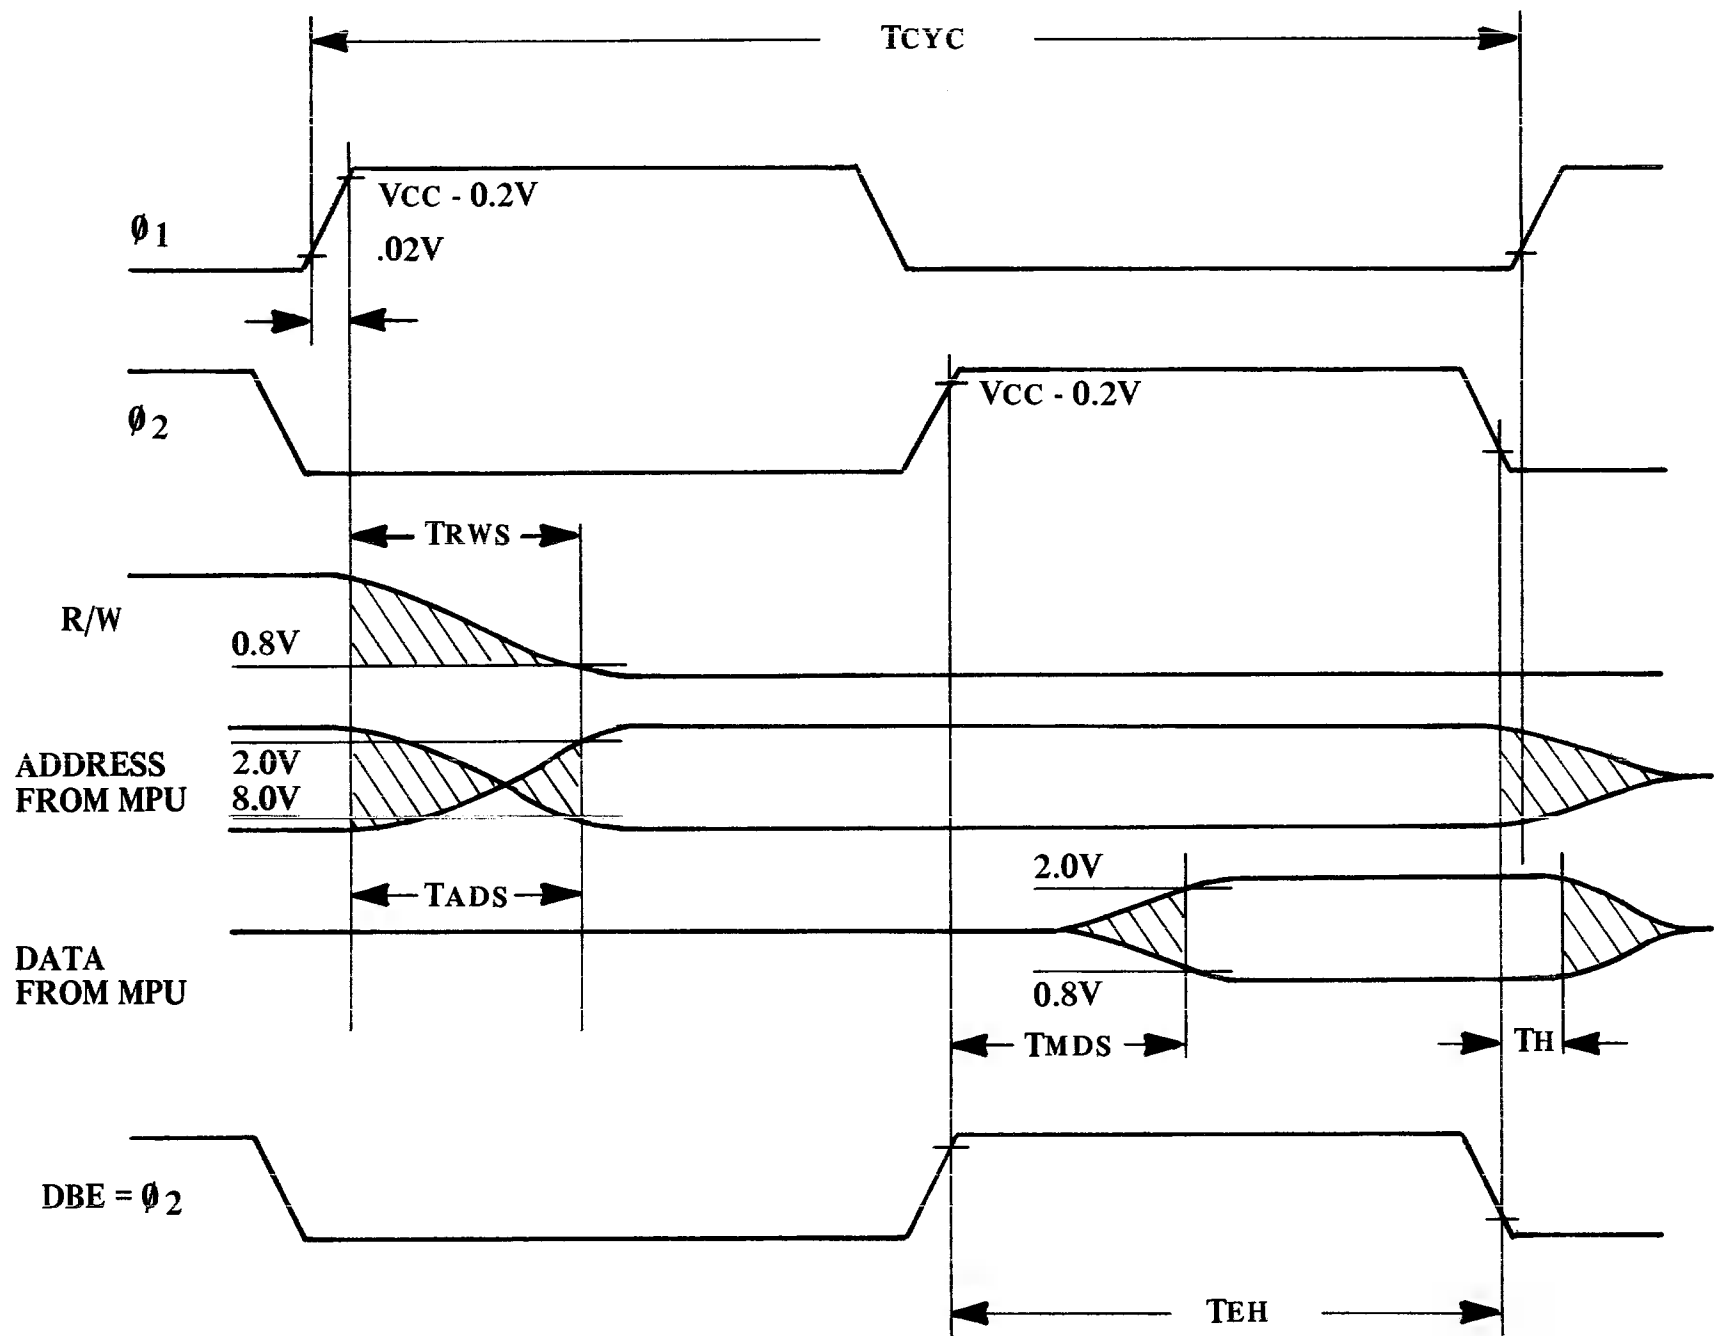 TCYC
VCC - 0.2V
ø1
.02V
VCC - 0.2V
ø2
TRWS
R/W
0.8V
ADDRESS
FROM MPU
2.0V
8.0V
2.0V
TADS
DATA
FROM MPU
0.8V
TMDS
TH
DBE = ø2
TEH